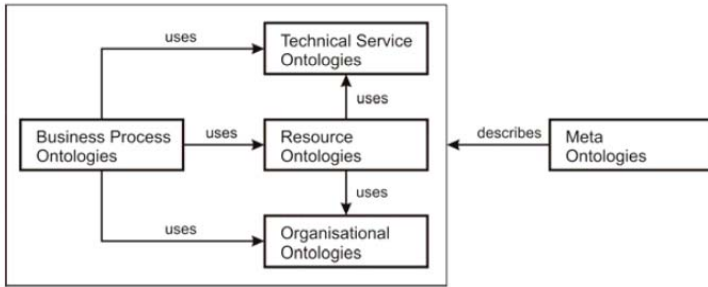 uses
Technical Service
Ontologies
uses
Business Process
Ontologies
uses
Resource
Ontologies
describes
Meta
Ontologies
uses
uses
Organisational
Ontologies